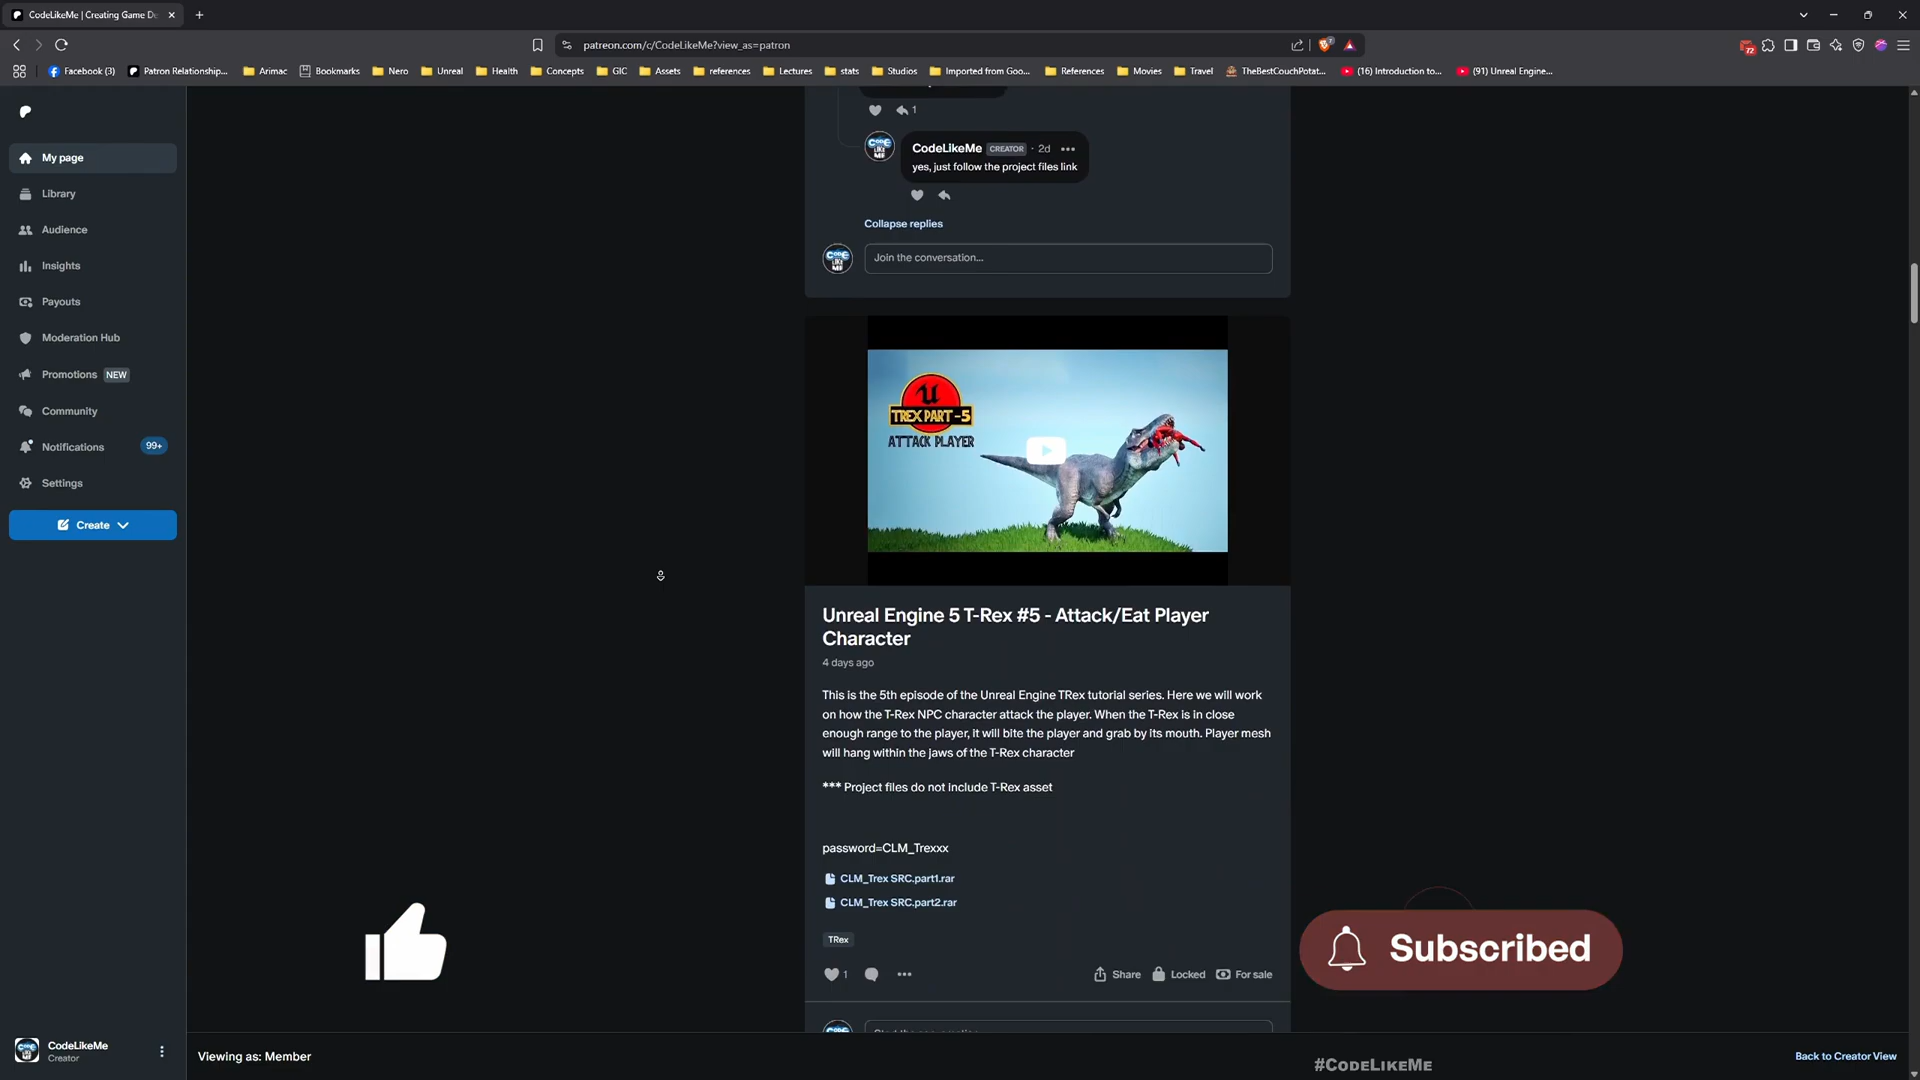 CodeLikeMe | Creating Game De
patreon.com/c/CodeLikeMe?view_as=patron
72
7
Facebook (3)
Patron Relationship...
Arimac
Bookmarks
Nero
Unreal
Health
Concepts
GIC
Assets
references
Lectures
stats
Studios
Imported from Goo...
References
Movies
Travel
TheBestCouchPotat...
(16) Introduction to...
(91) Unreal Engine...
My page
Library
Audience
Insights
Payouts
Moderation Hub
Promotions NEW
Community
Notifications 99+
Settings
Create
CodeLikeMe
Creator
1
CODE LIKE ME
CodeLikeMe CREATOR · 2d
yes, just follow the project files link
Collapse replies
CODE LIKE ME
Join the conversation...
TREX PART -5
ATTACK PLAYER
Unreal Engine 5 T-Rex #5 - Attack/Eat Player
Character
4 days ago
This is the 5th episode of the Unreal Engine TRex tutorial series. Here we will work
on how the T-Rex NPC character attack the player. When the T-Rex is in close
enough range to the player, it will bite the player and grab by its mouth. Player mesh
will hang within the jaws of the T-Rex character
*** Project files do not include T-Rex asset
password=CLM_Trexxx
CLM_Trex SRC.part1.rar
CLM_Trex SRC.part2.rar
TRex
1
Share
Locked
For sale
Subscribed
Viewing as: Member
#CodeLikeMe
Back to Creator View